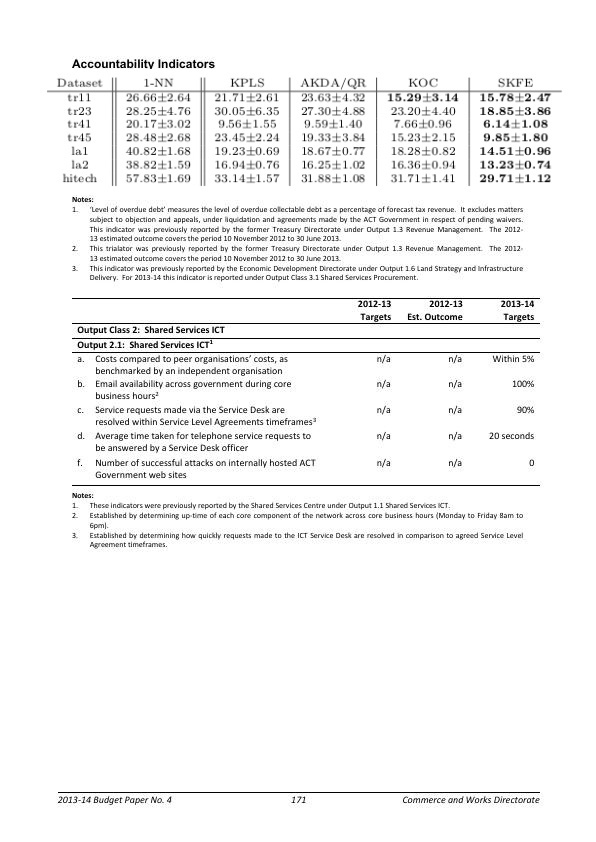 Accountability Indicators
Dataset 1-NN KPLS AKDA/QR KOC SKFE
tr11 26.66±2.64 21.71±2.61 23.63±4.32 15.29±3.14 15.78±2.47
tr23 28.25±4.76 30.05±6.35 27.30±4.88 23.20±4.40 18.85±3.86
tr41 20.17±3.02 9.56±1.55 9.59±1.40 7.66±0.96 6.14±1.08
tr45 28.48±2.68 23.45±2.24 19.33±3.84 15.23±2.15 9.85±1.80
la1 40.82±1.68 19.23±0.69 18.67±0.77 18.28±0.82 14.51±0.96
la2 38.82±1.59 16.94±0.76 16.25±1.02 16.36±0.94 13.23±0.74
hitech 57.83±1.69 33.14±1.57 31.88±1.08 31.71±1.41 29.71±1.12
Notes:
1. 'Level of overdue debt' measures the level of overdue collectable debt as a percentage of forecast tax revenue. It excludes matters
subject to objection and appeals, under liquidation and agreements made by the ACT Government in respect of pending waivers.
This indicator was previously reported by the former Treasury Directorate under Output 1.3 Revenue Management. The 2012-
13 estimated outcome covers the period 10 November 2012 to 30 June 2013.
2. This trialator was previously reported by the former Treasury Directorate under Output 1.3 Revenue Management. The 2012-
13 estimated outcome covers the period 10 November 2012 to 30 June 2013.
3. This indicator was previously reported by the Economic Development Directorate under Output 1.6 Land Strategy and Infrastructure
Delivery. For 2013-14 this indicator is reported under Output Class 3.1 Shared Services Procurement.
2012-13 2012-13 2013-14
Targets Est. Outcome Targets
Output Class 2: Shared Services ICT
Output 2.1: Shared Services ICT¹
a. Costs compared to peer organisations' costs, as n/a n/a Within 5%
benchmarked by an independent organisation
b. Email availability across government during core n/a n/a 100%
business hours²
c. Service requests made via the Service Desk are n/a n/a 90%
resolved within Service Level Agreements timeframes³
d. Average time taken for telephone service requests to n/a n/a 20 seconds
be answered by a Service Desk officer
f. Number of successful attacks on internally hosted ACT n/a n/a 0
Government web sites
Notes:
1. These indicators were previously reported by the Shared Services Centre under Output 1.1 Shared Services ICT.
2. Established by determining up-time of each core component of the network across core business hours (Monday to Friday 8am to
6pm).
3. Established by determining how quickly requests made to the ICT Service Desk are resolved in comparison to agreed Service Level
Agreement timeframes.
2013-14 Budget Paper No. 4 171 Commerce and Works Directorate